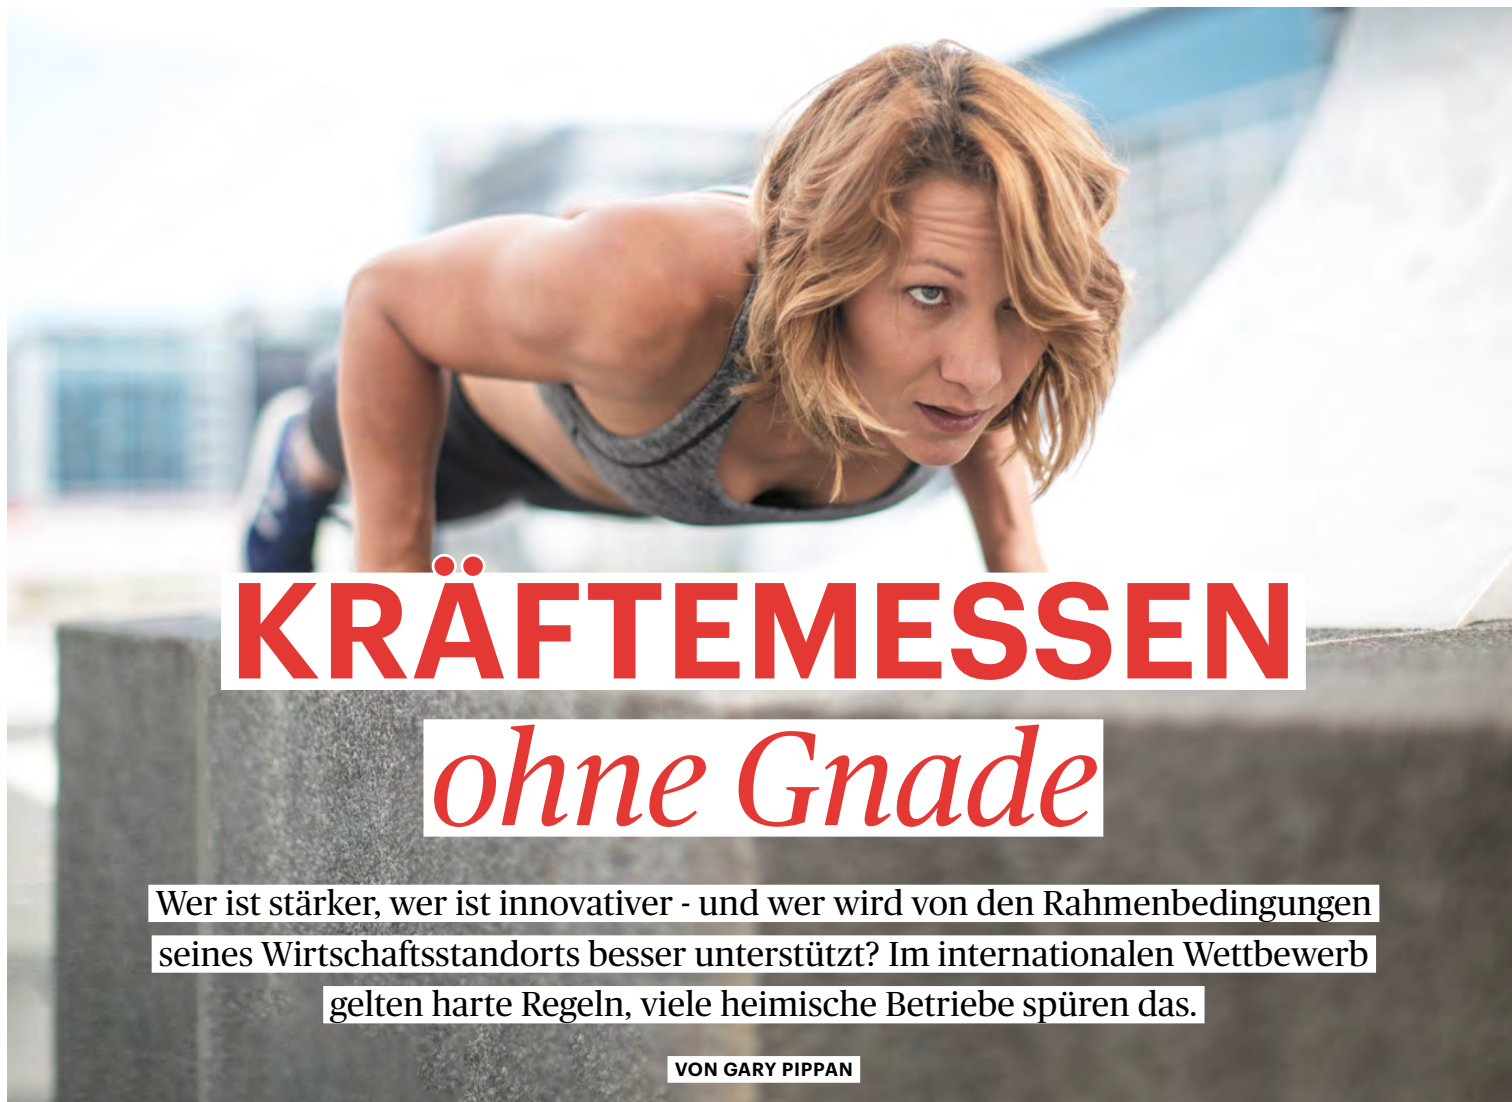 KRÄFTEMESSEN
ohne Gnade
Wer ist stärker, wer ist innovativer - und wer wird von den Rahmenbedingungen
seines Wirtschaftsstandorts besser unterstützt? Im internationalen Wettbewerb
gelten harte Regeln, viele heimische Betriebe spüren das.
VON GARY PIPPAN